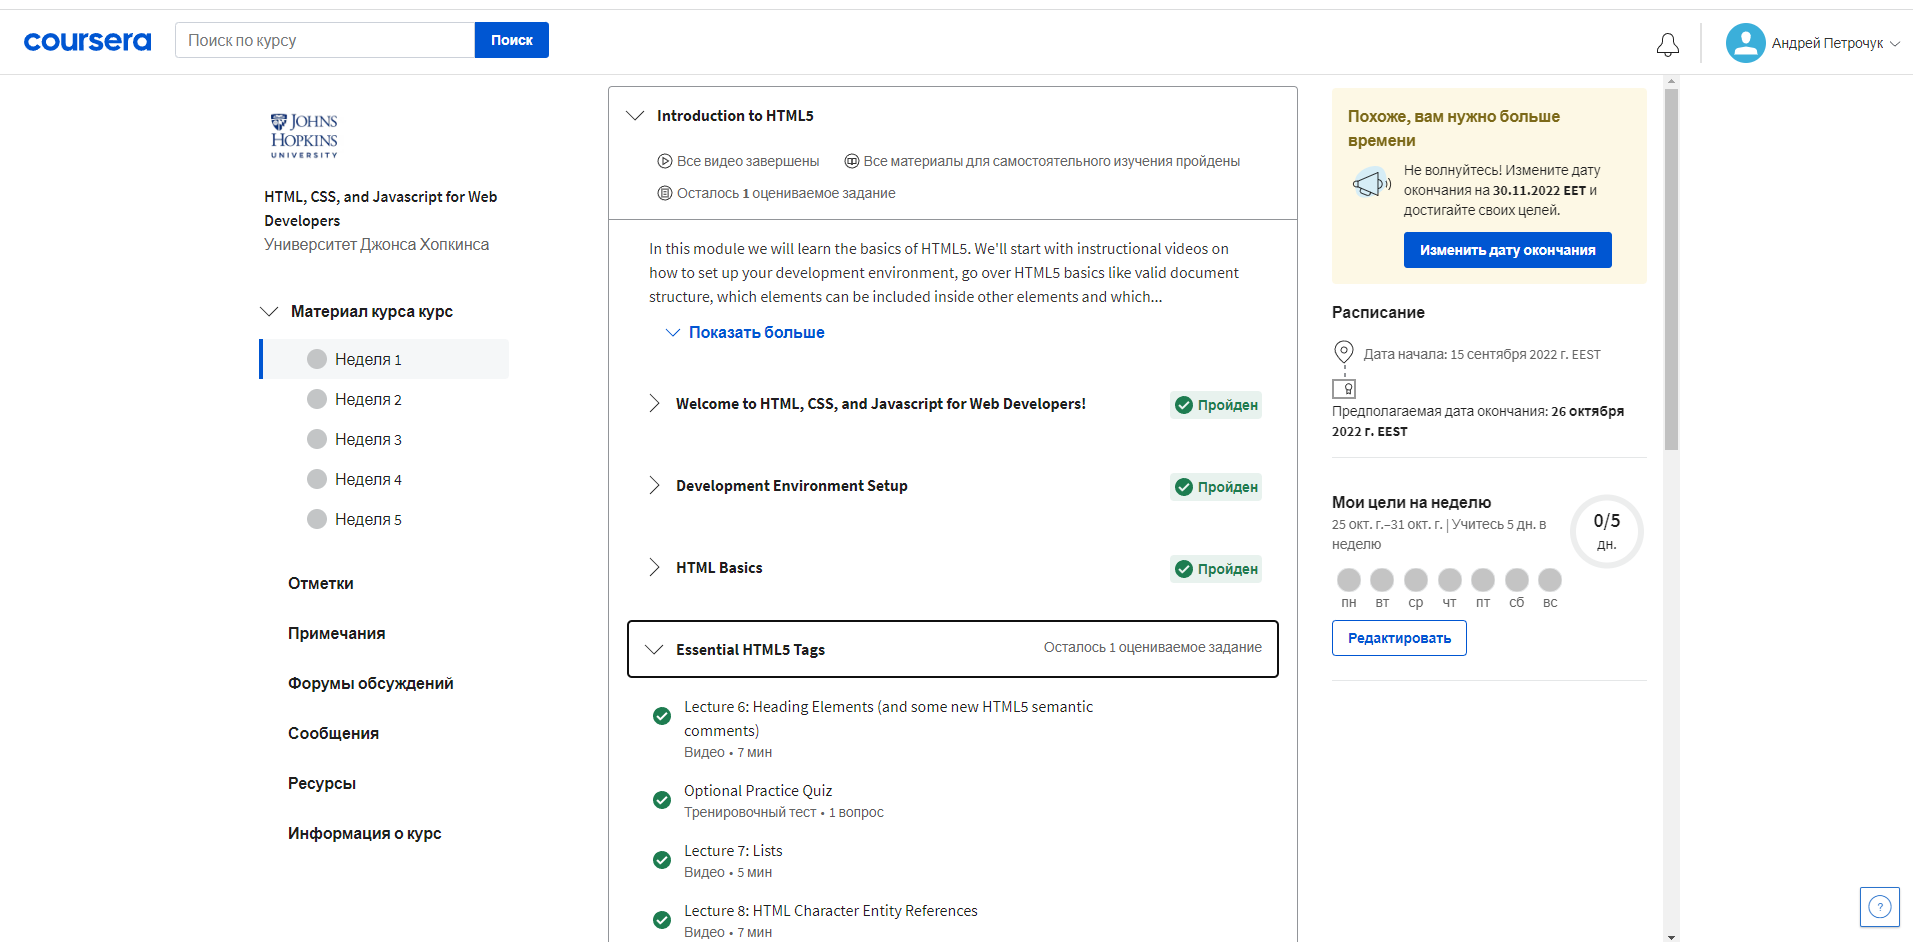 coursera
Поиск по курсу
Поиск
Андрей Петрочук
JOHNS
HOPKINS
UNIVERSITY
HTML, CSS, and Javascript for Web
Developers
Университет Джонса Хопкинса
Материал курса курс
Неделя 1
Неделя 2
Неделя 3
Неделя 4
Неделя 5
Отметки
Примечания
Форумы обсуждений
Сообщения
Ресурсы
Информация о курс
Introduction to HTML5
Все видео завершены
Все материалы для самостоятельного изучения пройдены
Осталось 1 оцениваемое задание
In this module we will learn the basics of HTML5. We'll start with instructional videos on
how to set up your development environment, go over HTML5 basics like valid document
structure, which elements can be included inside other elements and which...
Показать больше
Welcome to HTML, CSS, and Javascript for Web Developers!
Пройден
Development Environment Setup
Пройден
HTML Basics
Пройден
Essential HTML5 Tags
Осталось 1 оцениваемое задание
Lecture 6: Heading Elements (and some new HTML5 semantic
comments)
Видео • 7 мин
Optional Practice Quiz
Тренировочный тест • 1 вопрос
Lecture 7: Lists
Видео • 5 мин
Lecture 8: HTML Character Entity References
Видео • 7 мин
Похоже, вам нужно больше
времени
Не волнуйтесь! Измените дату
окончания на 30.11.2022 EET и
достигайте своих целей.
Изменить дату окончания
Расписание
Дата начала: 15 сентября 2022 г. EEST
Предполагаемая дата окончания: 26 октября
2022 г. EEST
Мои цели на неделю
25 окт. г.–31 окт. г. | Учитесь 5 дн. в
неделю
0/5
дн.
пн вт ср чт пт сб вс
Редактировать
?